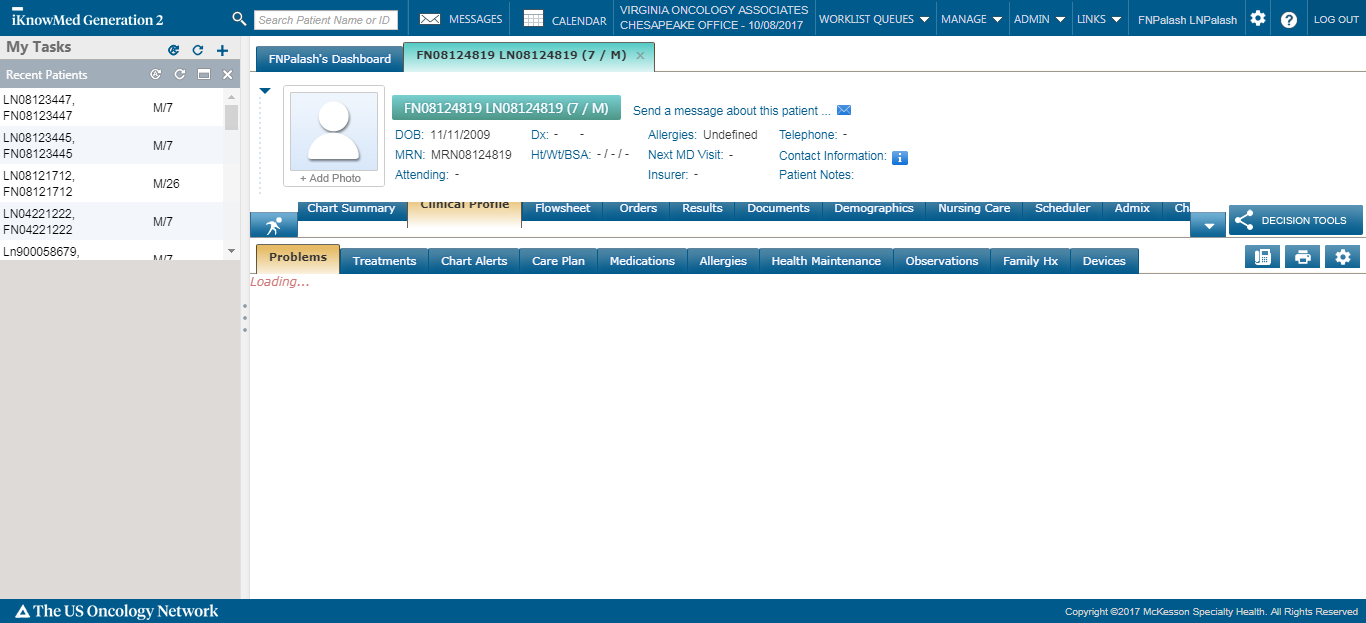 iKnowMed Generation 2
Search Patient Name or ID
MESSAGES
CALENDAR
VIRGINIA ONCOLOGY ASSOCIATES
CHESAPEAKE OFFICE - 10/08/2017
WORKLIST QUEUES
MANAGE
ADMIN
LINKS
FNPalash LNPalash
LOG OUT
My Tasks
Recent Patients
LN08123447, M/7
FN08123447
LN08123445, M/7
FN08123445
LN08121712, M/26
FN08121712
LN04221222, M/7
FN04221222
Ln900058679, M/7
FNPalash's Dashboard
FN08124819 LN08124819 (7 / M) ×
FN08124819 LN08124819 (7 / M)
Send a message about this patient ...
+ Add Photo
DOB: 11/11/2009 Dx: - - Allergies: Undefined Telephone: -
MRN: MRN08124819 Ht/Wt/BSA: - / - / - Next MD Visit: - Contact Information:
Attending: - Insurer: - Patient Notes:
Chart Summary Clinical Profile Flowsheet Orders Results Documents Demographics Nursing Care Scheduler Admix Ch
DECISION TOOLS
Problems Treatments Chart Alerts Care Plan Medications Allergies Health Maintenance Observations Family Hx Devices
Loading...
The US Oncology Network
Copyright ©2017 McKesson Specialty Health. All Rights Reserved